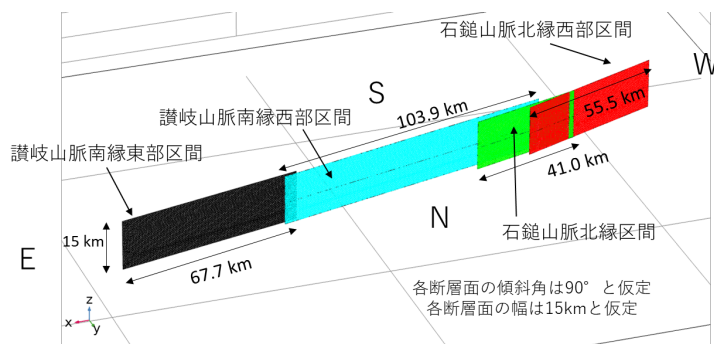 石鎚山脈北縁西部区間
W
S
103.9 km
讃岐山脈南縁西部区間
55.5 km
讃岐山脈南縁東部区間
41.0 km
N
15 km
石鎚山脈北縁区間
E
67.7 km
各断層面の傾斜角は90°と仮定
各断層面の幅は15kmと仮定
z
x
y